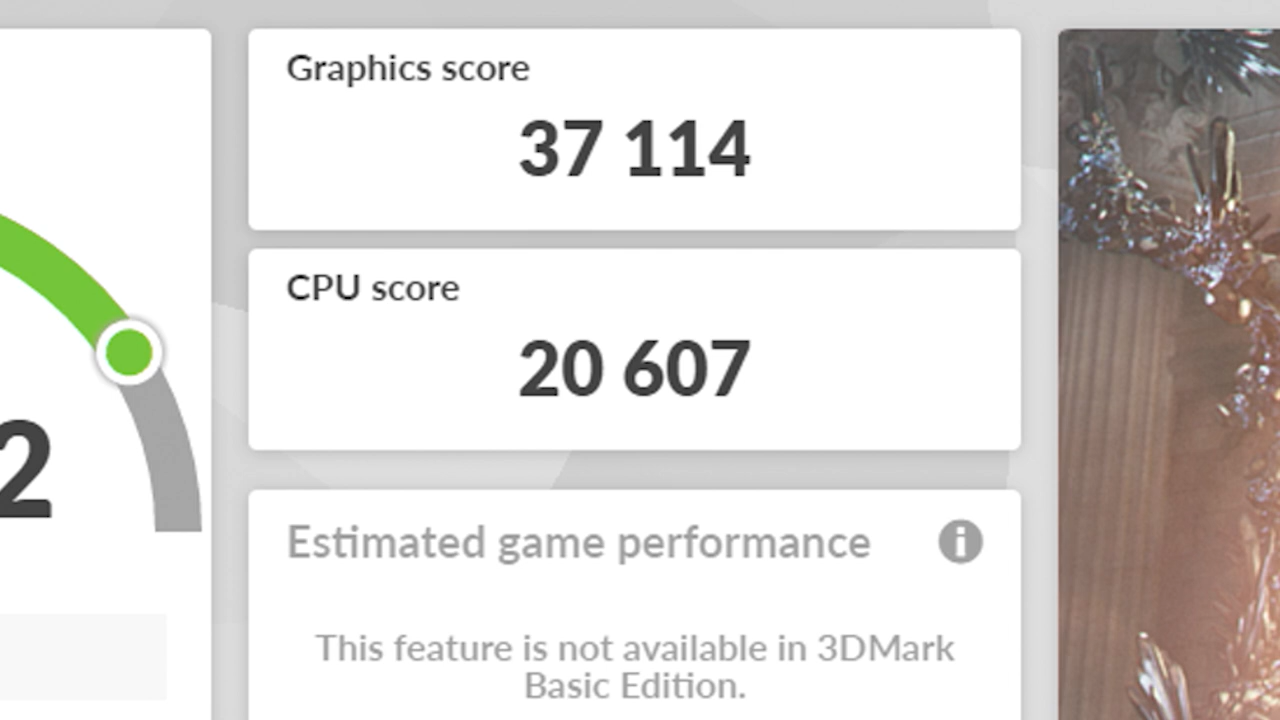 Graphics score
37 114
CPU score
20 607
2
Estimated game performance
This feature is not available in 3DMark
Basic Edition.